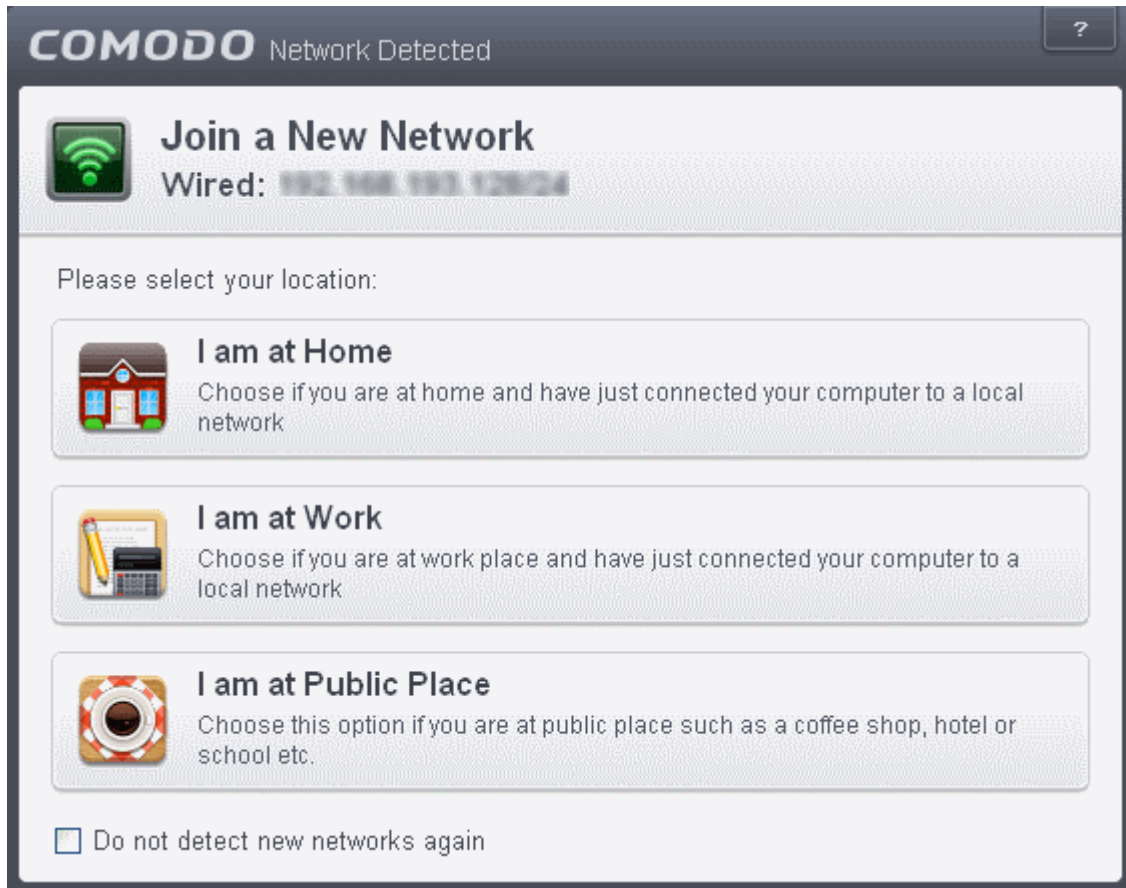 COMODO Network Detected
?
Join a New Network
Wired:
Please select your location:
I am at Home
Choose if you are at home and have just connected your computer to a local
network
I am at Work
Choose if you are at work place and have just connected your computer to a
local network
I am at Public Place
Choose this option if you are at public place such as a coffee shop, hotel or
school etc.
Do not detect new networks again